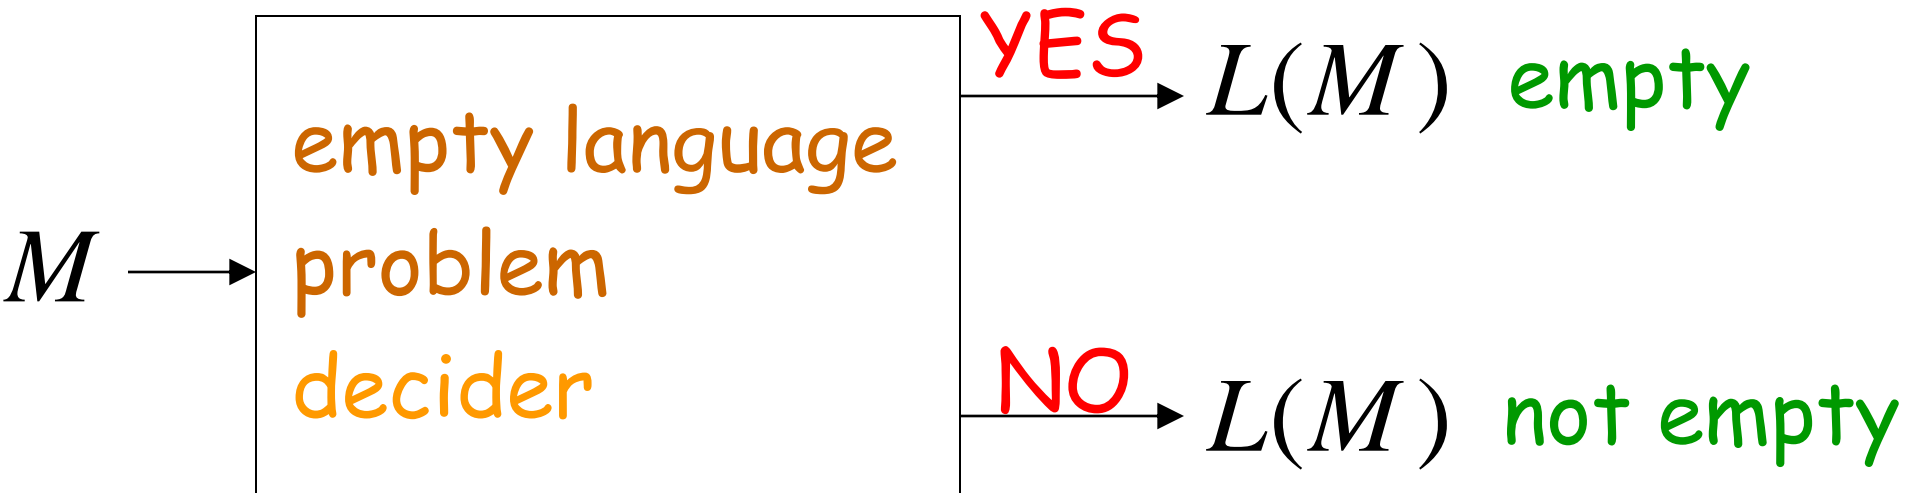 YES
L(M) empty
empty language
problem
M
decider
NO
L(M) not empty